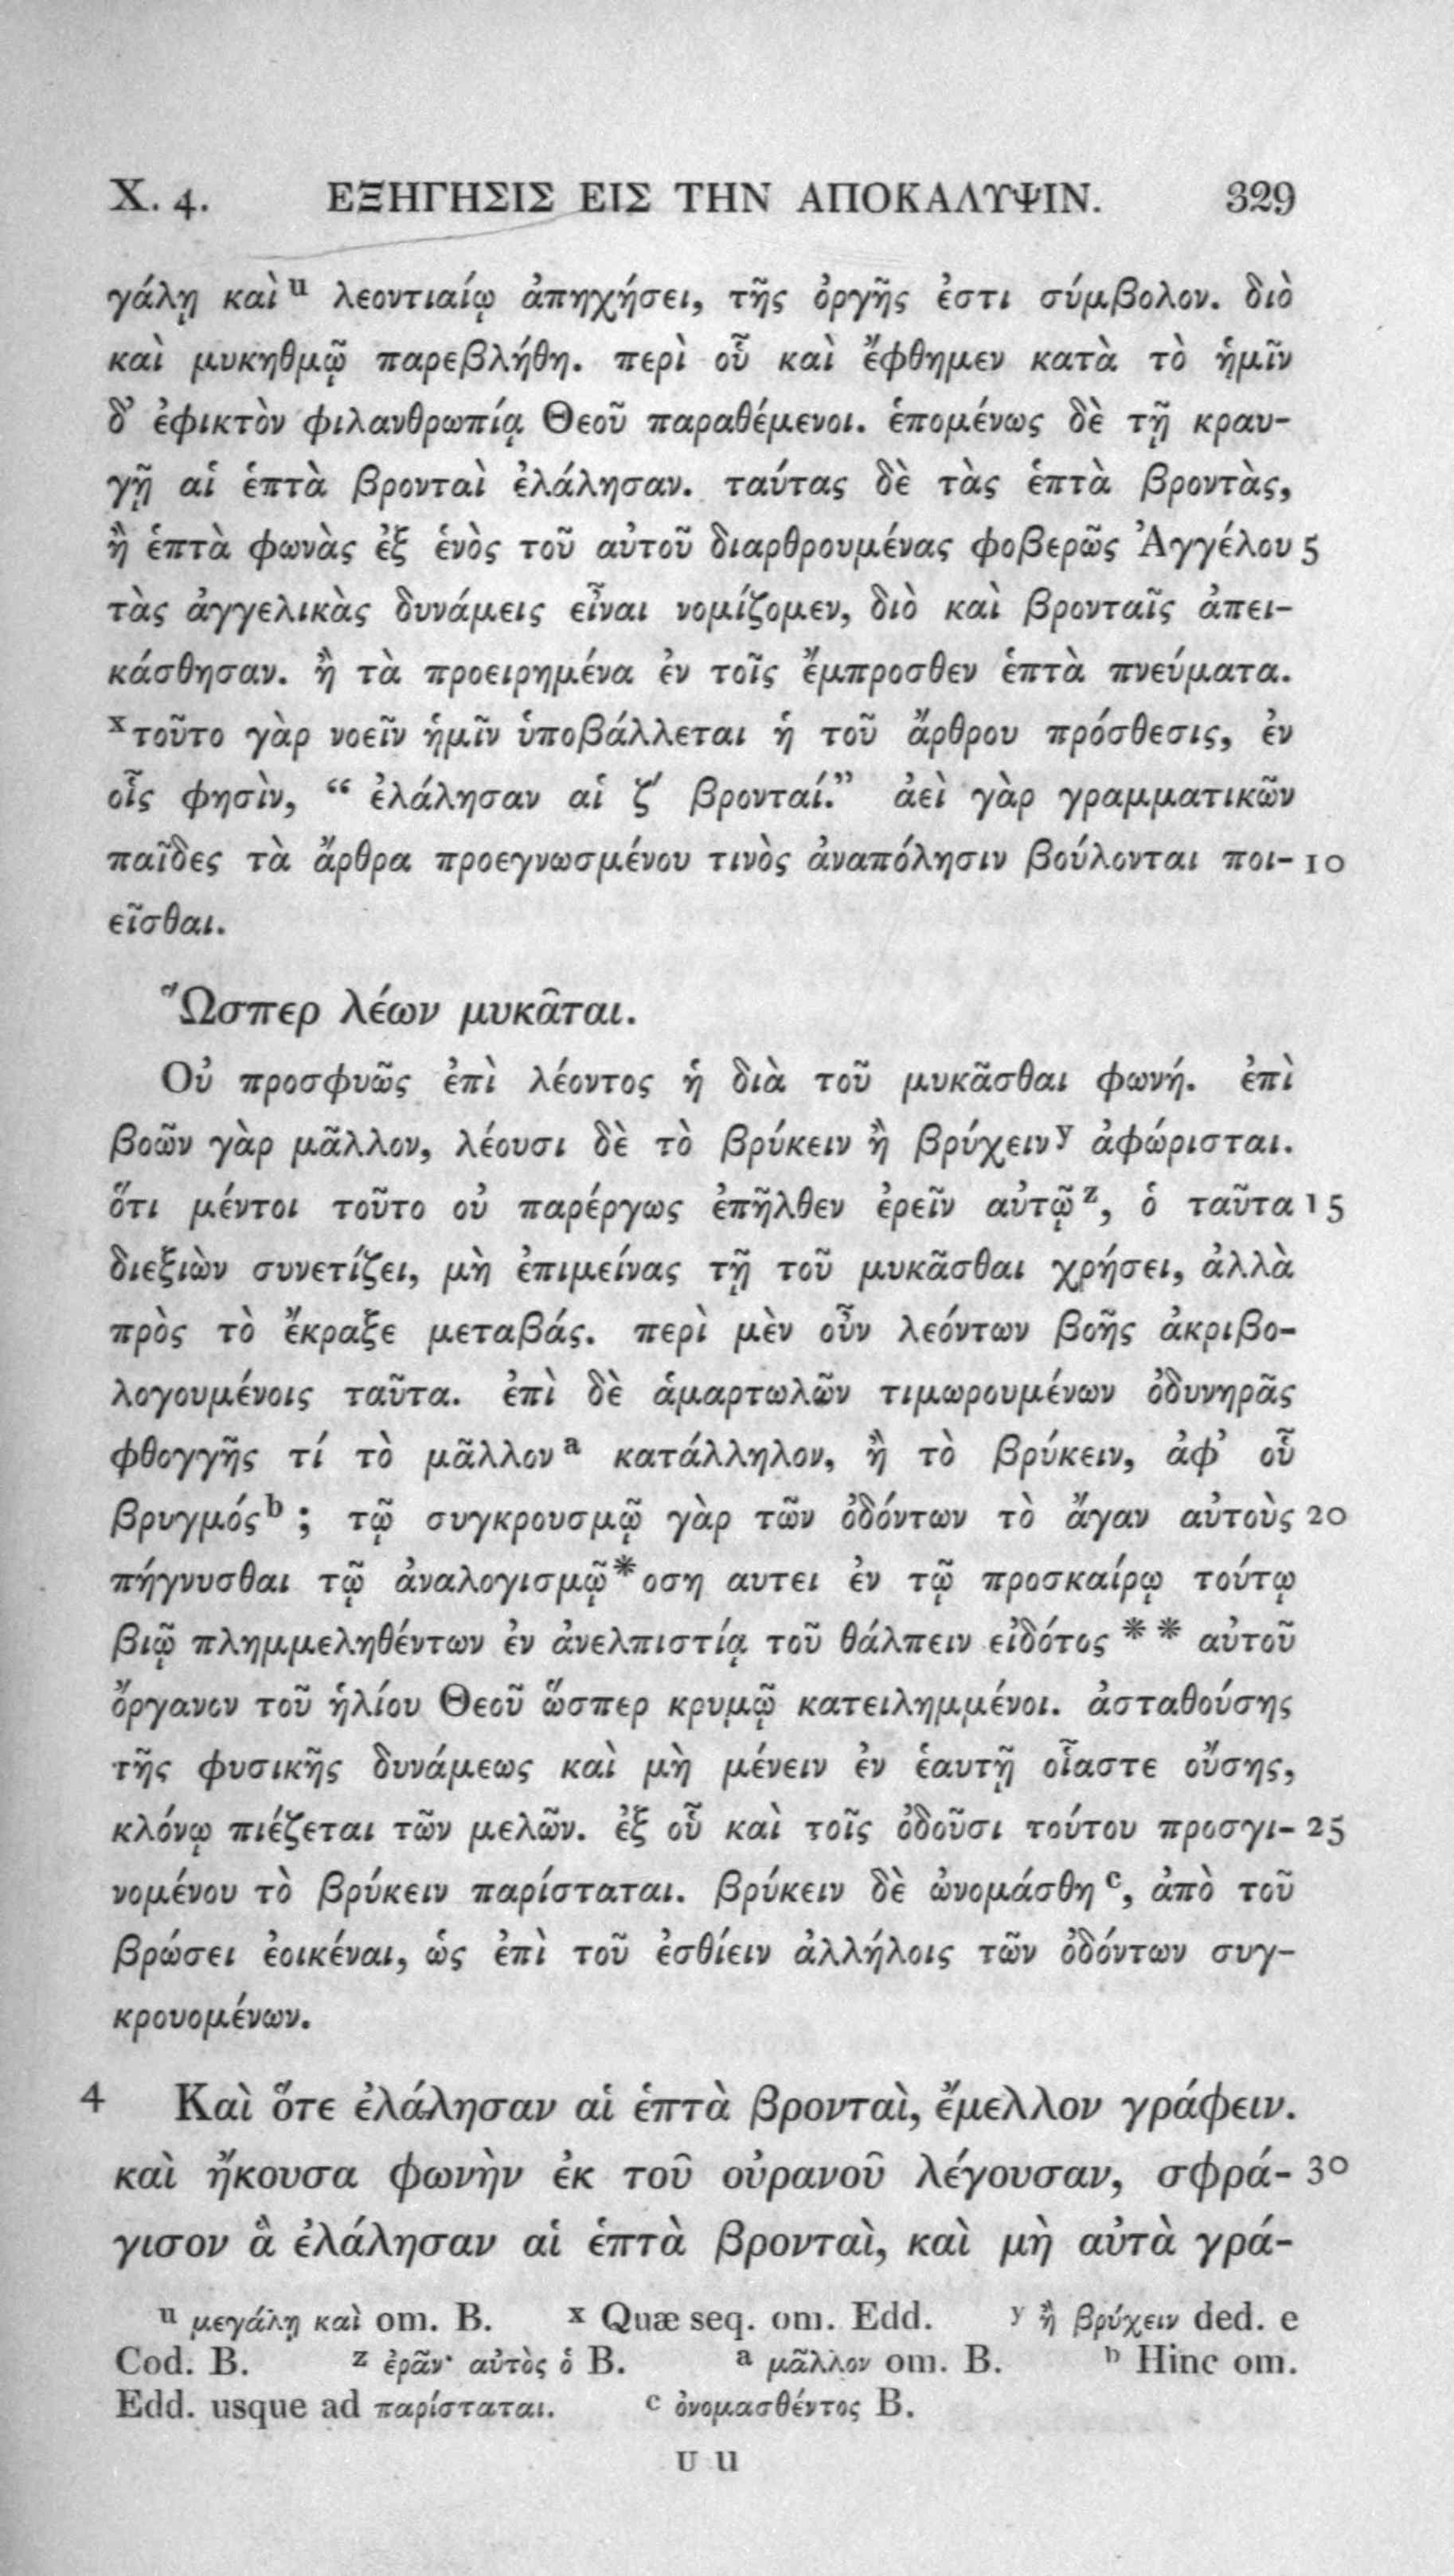 X. 4. ΕΞΗΓΗΣΙΣ ΕΙΣ ΤΗΝ ΑΠΟΚΑΛΥΨΙΝ. 329
γάλῃ καὶ u λεοντιαίῳ ἀπηχήσει, τῆς ὀργῆς ἐστι σύμβολον. διὸ
καὶ μυκηθμῷ παρεβλήθη. περὶ οὗ καὶ ἔφθημεν κατὰ τὸ ἡμῖν
δ’ ἐφικτὸν φιλανθρωπίᾳ Θεοῦ παραθέμενοι. ἑπομένως δὲ τῇ κραυ-
γῇ αἱ ἑπτὰ βρονταὶ ἐλάλησαν. ταύτας δὲ τὰς ἑπτὰ βροντὰς,
ἢ ἑπτὰ φωνὰς ἐξ ἑνὸς τοῦ αὐτοῦ διαρθρουμένας φοβερῶς Ἀγγέλου 5
τὰς ἀγγελικὰς δυνάμεις εἶναι νομίζομεν, διὸ καὶ βρονταῖς ἀπει-
κάσθησαν. ἢ τὰ προειρημένα ἐν τοῖς ἔμπροσθεν ἑπτὰ πνεύματα.
x τοῦτο γὰρ νοεῖν ἡμῖν ὑποβάλλεται ἡ τοῦ ἄρθρου πρόσθεσις, ἐν
οἷς φησὶν, “ ἐλάλησαν αἱ ζ´ βρονταί.” ἀεὶ γὰρ γραμματικῶν
παῖδες τὰ ἄρθρα προεγνωσμένου τινὸς ἀναπόλησιν βούλονται ποι- 10
εῖσθαι.
Ὥσπερ λέων μυκᾶται.
Οὐ προσφυῶς ἐπὶ λέοντος ἡ διὰ τοῦ μυκᾶσθαι φωνή. ἐπὶ
βοῶν γὰρ μᾶλλον, λέουσι δὲ τὸ βρύκειν ἢ βρύχειν y ἀφώρισται.
ὅτι μέντοι τοῦτο οὐ παρέργως ἐπῆλθεν ἐρεῖν αὐτῷ z, ὁ ταῦτα 15
διεξιὼν συνετίζει, μὴ ἐπιμείνας τῇ τοῦ μυκᾶσθαι χρήσει, ἀλλὰ
πρὸς τὸ ἔκραξε μεταβάς. περὶ μὲν οὖν λεόντων βοῆς ἀκριβο-
λογουμένοις ταῦτα. ἐπὶ δὲ ἁμαρτωλῶν τιμωρουμένων ὀδυνηρᾶς
φθογγῆς τί τὸ μᾶλλον a κατάλληλον, ἢ τὸ βρύκειν, ἀφ’ οὗ
βρυγμός b ; τῷ συγκρουσμῷ γὰρ τῶν ὀδόντων τὸ ἄγαν αὐτοὺς 20
πήγνυσθαι τῷ ἀναλογισμῷ * οση αυτει ἐν τῷ προσκαίρῳ τούτῳ
βιῷ πλημμεληθέντων ἐν ἀνελπιστίᾳ τοῦ θάλπειν εἰδότος * * αὐτοῦ
ὄργανον τοῦ ἡλίου Θεοῦ ὥσπερ κρυμῷ κατειλημμένοι. ἀσταθούσης
τῆς φυσικῆς δυνάμεως καὶ μὴ μένειν ἐν ἑαυτῇ οἷαστε οὔσης,
κλόνῳ πιέζεται τῶν μελῶν. ἐξ οὗ καὶ τοῖς ὀδοῦσι τούτου προσγι- 25
νομένου τὸ βρύκειν παρίσταται. βρύκειν δὲ ὠνομάσθη c, ἀπὸ τοῦ
βρώσει ἐοικέναι, ὡς ἐπὶ τοῦ ἐσθίειν ἀλλήλοις τῶν ὀδόντων συγ-
κρουομένων.
4 Καὶ ὅτε ἐλάλησαν αἱ ἑπτὰ βρονταὶ, ἔμελλον γράφειν.
καὶ ἤκουσα φωνὴν ἐκ τοῦ οὐρανοῦ λέγουσαν, σφρά- 30
γισον ἃ ἐλάλησαν αἱ ἑπτὰ βρονταὶ, καὶ μὴ αὐτὰ γρά-
u μεγάλῃ καὶ om. B. x Quæ seq. om. Edd. y ἢ βρύχειν ded. e
Cod. B. z ἐρᾶν· αὐτὸς ὁ B. a μᾶλλον om. B. b Hinc om.
Edd. usque ad παρίσταται. c ὀνομασθέντος B.
U u